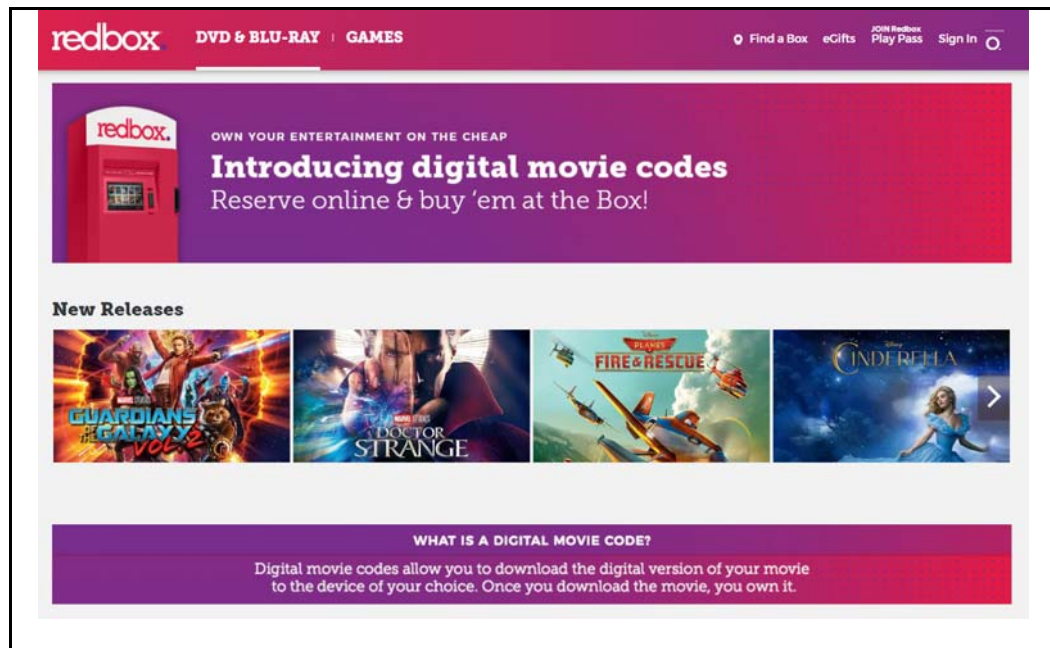 redbox.
DVD & BLU-RAY | GAMES
Find a Box eGifts JOIN Redbox Play Pass Sign In
redbox.
OWN YOUR ENTERTAINMENT ON THE CHEAP
Introducing digital movie codes
Reserve online & buy ‘em at the Box!
New Releases
MARVEL STUDIOS
GUARDIANS
OF THE GALAXY
VOL. 2
MARVEL STUDIOS
DOCTOR
STRANGE
Disney
PLANES
FIRE & RESCUE
Disney
CINDERELLA
WHAT IS A DIGITAL MOVIE CODE?
Digital movie codes allow you to download the digital version of your movie
to the device of your choice. Once you download the movie, you own it.